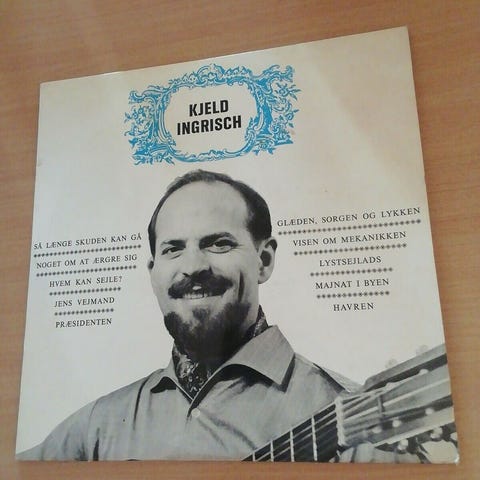 KJELD
INGRISCH
SÅ LÆNGE SKUDEN KAN GÅ
NOGET OM AT ÆRGRE SIG
HVEM KAN SEJLE?
JENS VEJMAND
PRÆSIDENTEN
GLÆDEN, SORGEN OG LYKKEN
VISEN OM MEKANIKKEN
LYSTSEJLADS
MAJNAT I BYEN
HAVREN